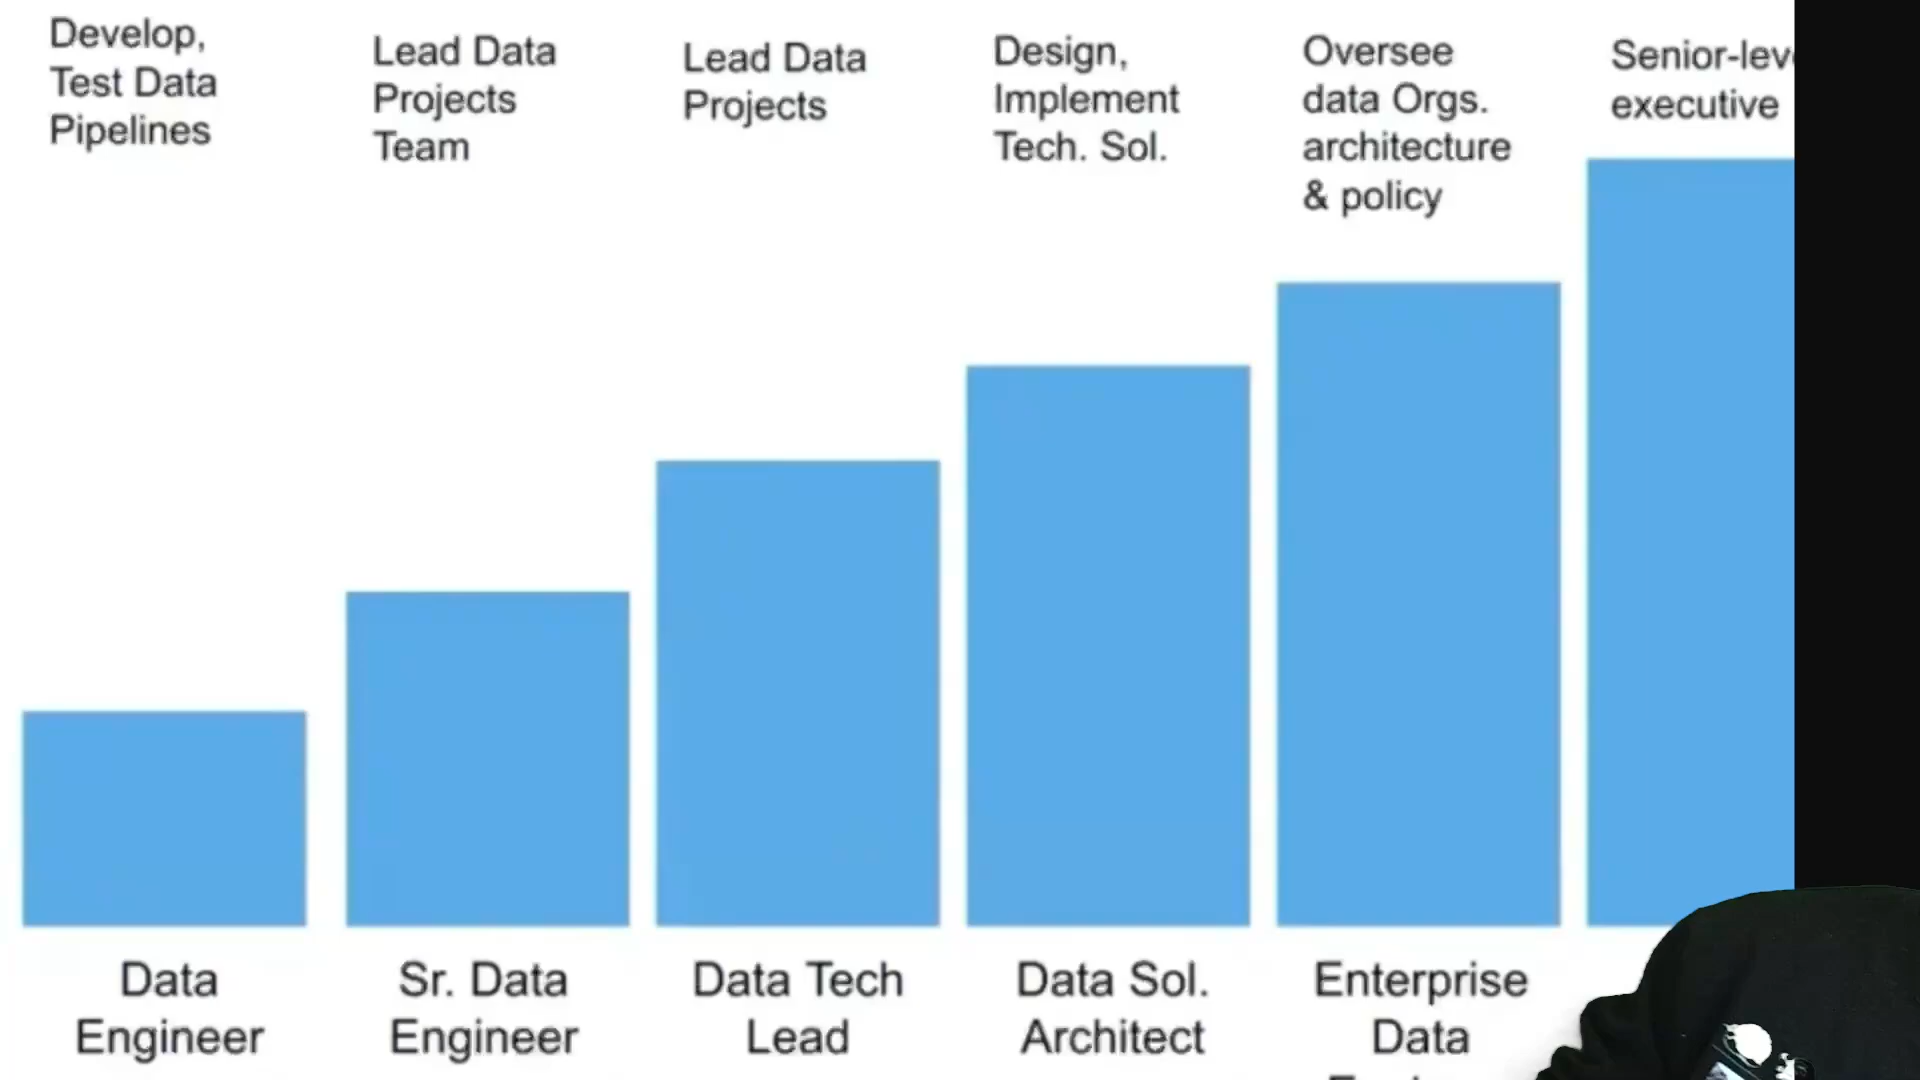 Develop,
Test Data
Pipelines
Lead Data
Projects
Team
Lead Data
Projects
Design,
Implement
Tech. Sol.
Oversee
data Orgs.
architecture
& policy
executive
Data
Engineer
Sr. Data
Engineer
Data Tech
Lead
Data Sol.
Architect
Enterprise
Data